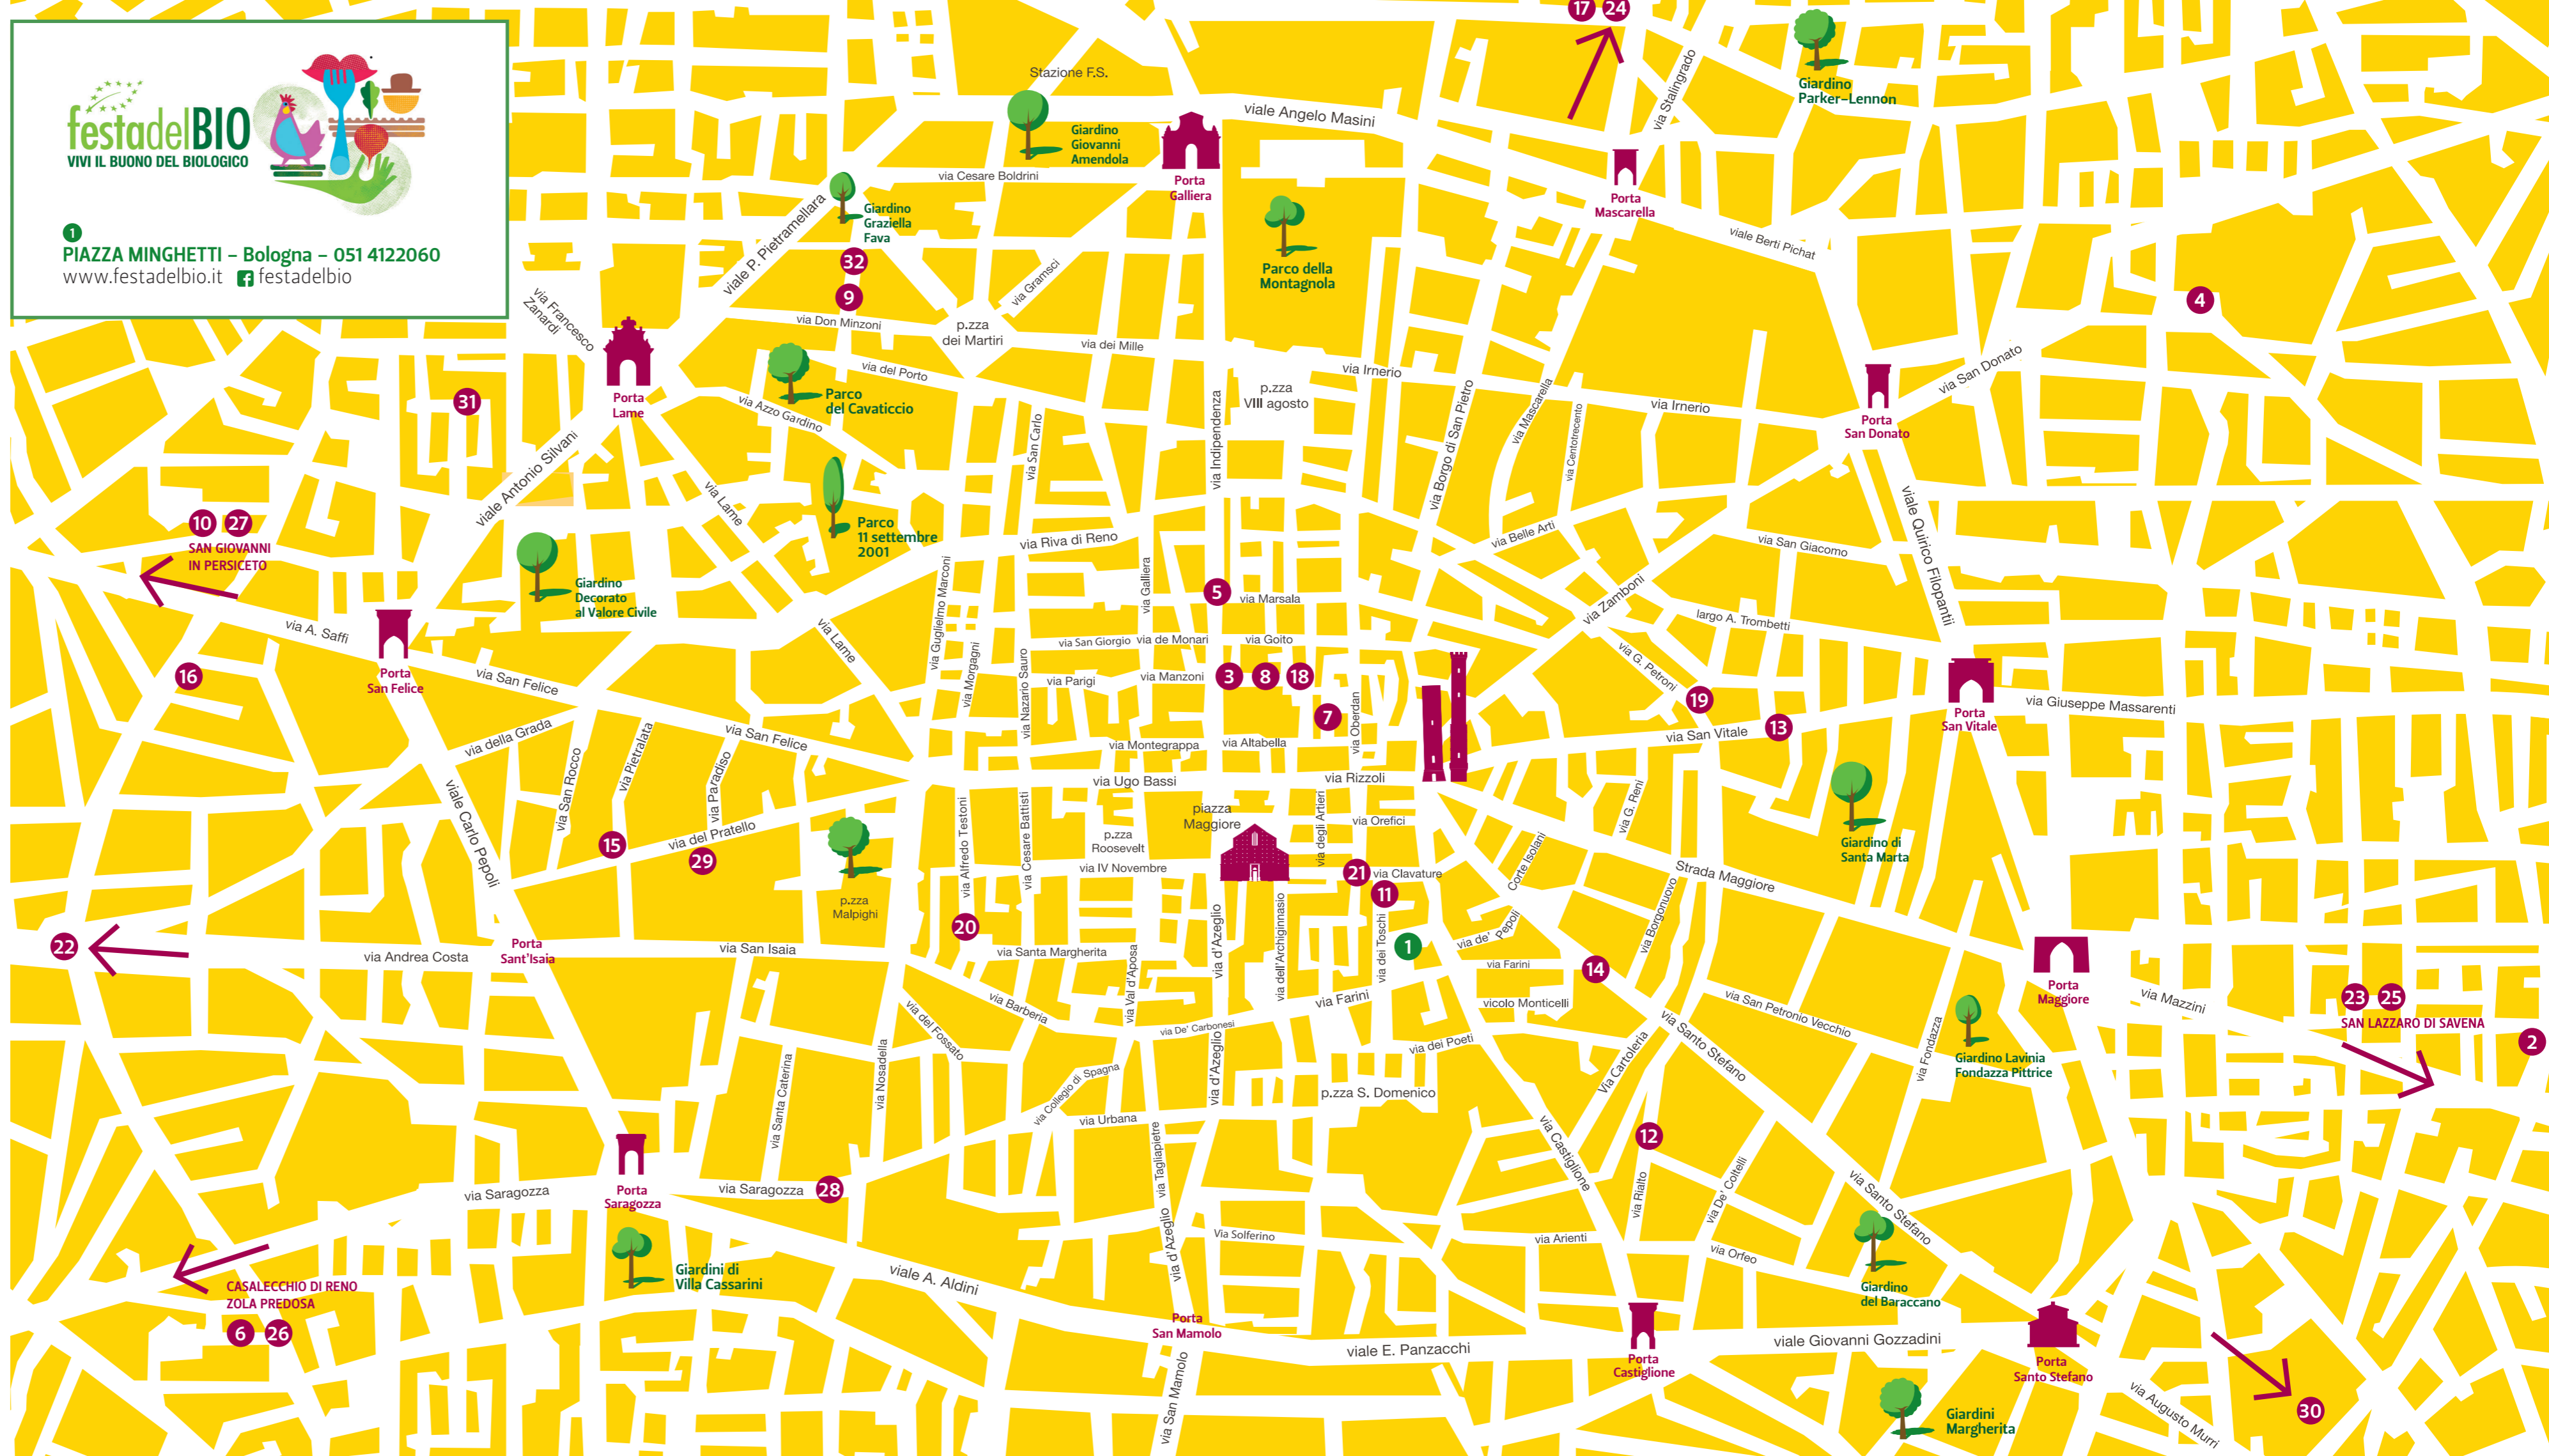 festadelBIO
VIVI IL BUONO DEL BIOLOGICO
1
PIAZZA MINGHETTI – Bologna – 051 4122060
www.festadelbio.it festadelbio
17 24
Stazione F.S.
viale Angelo Masini
via Stalingrado
Giardino
Parker–Lennon
Giardino
Giovanni
Amendola
via Cesare Boldrini
Porta
Galliera
Porta
Mascarella
viale Berti Pichat
Giardino
Graziella
Fava
viale P. Pietramellara
32
9
Parco della
Montagnola
via Gramsci
4
via Francesco
Zanardi
via Don Minzoni
p.zza
dei Martiri
via dei Mille
via del Porto
Porta
Lame
31
Parco
del Cavaticcio
via Azzo Gardino
p.zza
VIII agosto
via Irnerio
via Irnerio
via San Donato
Porta
San Donato
via San Carlo
via Indipendenza
via Borgo di San Pietro
via Mascarella
via Centotrecento
viale Antonio Silvani
via Lame
10 27
SAN GIOVANNI
IN PERSICETO
Parco
11 settembre
2001
via Riva di Reno
via Belle Arti
via San Giacomo
viale Quirico Filopanti
Giardino
Decorato
al Valore Civile
via Guglielmo Marconi
via Galliera
5
via Marsala
via Zamboni
largo A. Trombetti
via A. Saffi
16
Porta
San Felice
via San Felice
via Lame
via Morgagni
via Nazario Sauro
via San Giorgio
via de Monari
via Goito
via Parigi
via Manzoni
3 8 18
7
via Oberdan
via G. Petroni
19
13
via San Vitale
Porta
San Vitale
via Giuseppe Massarenti
via della Grada
via San Rocco
via Pietralata
via Paradiso
via San Felice
via Montegrappa
via Altabella
via Ugo Bassi
via Rizzoli
viale Carlo Pepoli
15
via del Pratello
29
p.zza
Malpighi
via Alfredo Testoni
via Cesare Battisti
p.zza
Roosevelt
piazza
Maggiore
via degli Artieri
via Orefici
via IV Novembre
21
via Clavature
11
Corte Isolani
via G. Reni
Strada Maggiore
Giardino di
Santa Marta
20
22
via Andrea Costa
Porta
Sant'Isaia
via San Isaia
via Santa Margherita
via Val d'Aposa
via d'Azeglio
via dell'Archiginnasio
via dei Toschi
1
via de' Pepoli
via Farini
via Farini
14
via Borgonuovo
vicolo Monticelli
via San Petronio Vecchio
Porta
Maggiore
via Mazzini
23 25
SAN LAZZARO DI SAVENA
2
via Barberia
via del Fossato
via De' Carbonesi
via d'Azeglio
via dei Poeti
Via Cartoleria
via Santo Stefano
via Fondazza
Giardino Lavinia
Fondazza Pittrice
via Santa Caterina
via Nosadella
via Collegio di Spagna
via Urbana
p.zza S. Domenico
via Castiglione
12
via Rialto
via De' Coltelli
via Santo Stefano
Porta
Saragozza
via Saragozza
via Saragozza
28
via Tagliapietre
via d'Azeglio
Via Solferino
via Arienti
via Orfeo
Giardino
del Baraccano
CASALECCHIO DI RENO
ZOLA PREDOSA
6 26
Giardini di
Villa Cassarini
viale A. Aldini
Porta
San Mamolo
via San Mamolo
viale E. Panzacchi
Porta
Castiglione
viale Giovanni Gozzadini
Porta
Santo Stefano
Giardini
Margherita
via Augusto Murri
30